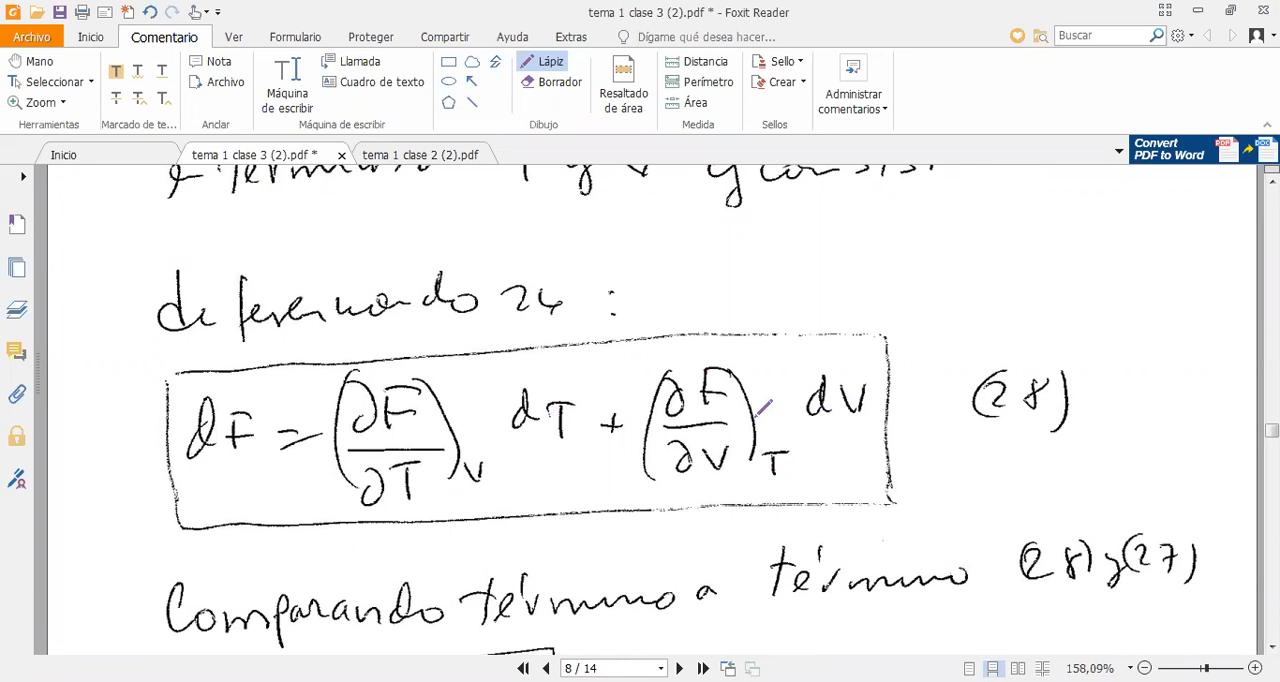 tema 1 clase 3 (2).pdf * - Foxit Reader
Archivo Inicio Comentario Ver Formulario Proteger Compartir Ayuda Extras Dígame qué desea hacer... Buscar
Mano Nota Llamada Lápiz Distancia Sello
Seleccionar Archivo Cuadro de texto Borrador Perímetro Crear
Zoom Máquina de escribir Resaltado de área Área Administrar comentarios
Herramientas Marcado de te... Anclar Máquina de escribir Dibujo Medida Sellos
Inicio tema 1 clase 3 (2).pdf * tema 1 clase 2 (2).pdf Convert PDF to Word
24 :
dF = (∂F/∂T)_V dT + (∂F/∂V)_T dV (28)
Comparando término a término (28) y (27)
8 / 14 158,09%